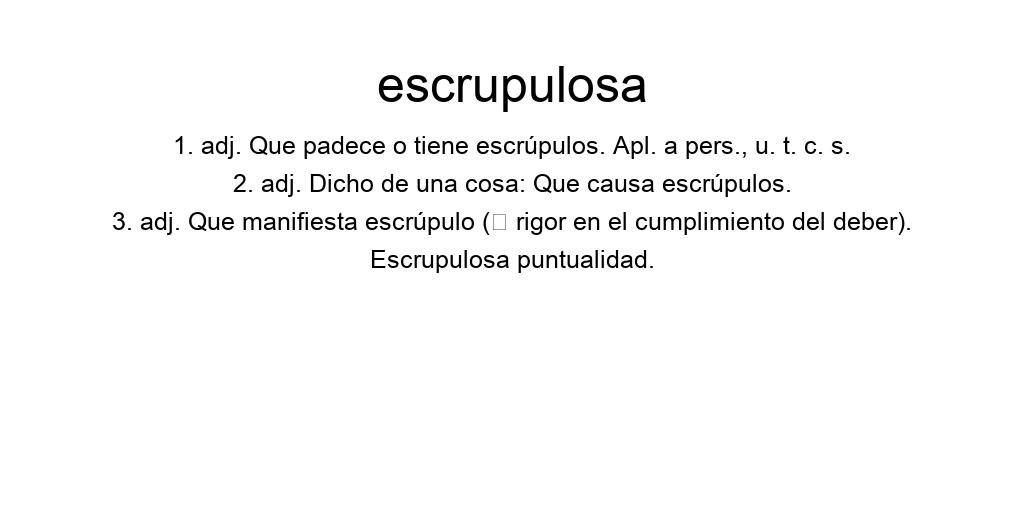 escrupulosa
1. adj. Que padece o tiene escrúpulos. Apl. a pers., u. t. c. s.
2. adj. Dicho de una cosa: Que causa escrúpulos.
3. adj. Que manifiesta escrúpulo (□ rigor en el cumplimiento del deber).
Escrupulosa puntualidad.